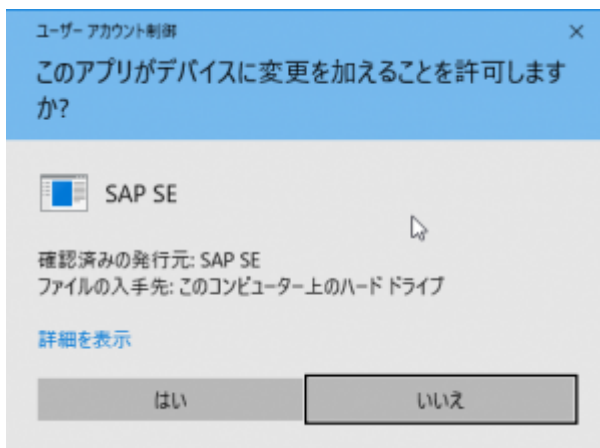 ユーザー アカウント制御
このアプリがデバイスに変更を加えることを許可します
か?
SAP SE
確認済みの発行元: SAP SE
ファイルの入手先: このコンピューター上のハード ドライブ
詳細を表示
はい
いいえ